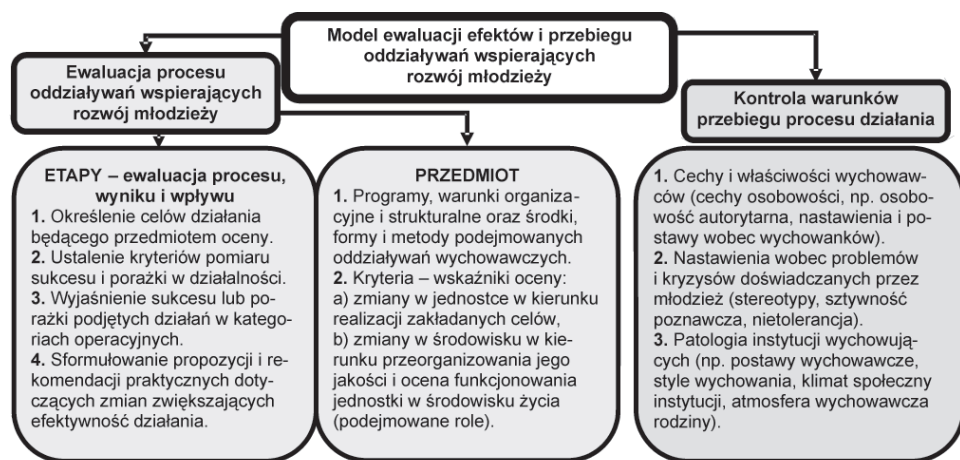 Model ewaluacji efektów i przebiegu
oddziaływań wspierających
rozwój młodzieży
Ewaluacja procesu
oddziaływań wspierających
rozwój młodzieży
Kontrola warunków
przebiegu procesu działania
ETAPY – ewaluacja procesu,
wyniku i wpływu
1. Określenie celów działania
będącego przedmiotem oceny.
2. Ustalenie kryteriów pomiaru
sukcesu i porażki w działalności.
3. Wyjaśnienie sukcesu lub po-
rażki podjętych działań w katego-
riach operacyjnych.
4. Sformułowanie propozycji i re-
komendacji praktycznych doty-
czących zmian zwiększających
efektywność działania.
PRZEDMIOT
1. Programy, warunki organiza-
cyjne i strukturalne oraz środki,
formy i metody podejmowanych
oddziaływań wychowawczych.
2. Kryteria – wskaźniki oceny:
a) zmiany w jednostce w kierunku
realizacji zakładanych celów,
b) zmiany w środowisku w kie-
runku przeorganizowania jego
jakości i ocena funkcjonowania
jednostki w środowisku życia
(podejmowane role).
1. Cechy i właściwości wychowaw-
ców (cechy osobowości, np. osobo-
wość autorytarna, nastawienia i po-
stawy wobec wychowanków).
2. Nastawienia wobec problemów
i kryzysów doświadczanych przez
młodzież (stereotypy, sztywność
poznawcza, nietolerancja).
3. Patologia instytucji wychowują-
cych (np. postawy wychowawcze,
style wychowania, klimat społeczny
instytucji, atmosfera wychowawcza
rodziny).